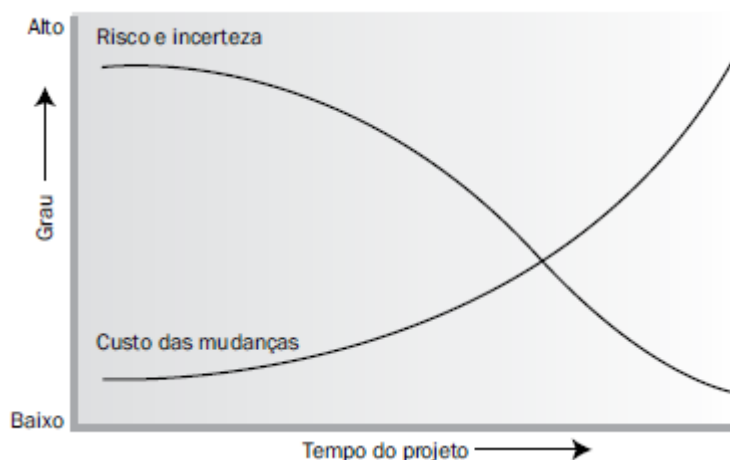 Alto
Risco e incerteza
Grau
Custo das mudanças
Baixo
Tempo do projeto